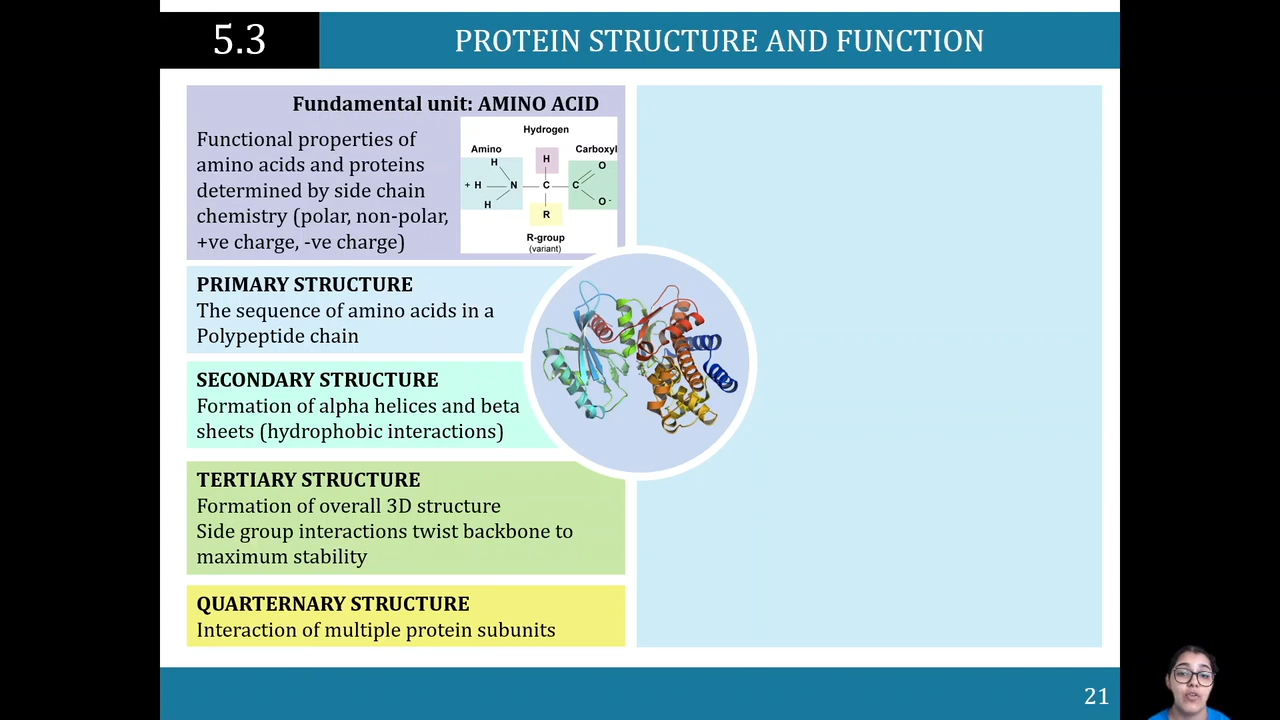 5.3
PROTEIN STRUCTURE AND FUNCTION
Fundamental unit: AMINO ACID
Functional properties of
amino acids and proteins
determined by side chain
chemistry (polar, non-polar,
+ve charge, -ve charge)
Hydrogen
Amino
Carboxyl
H
H
O
+ H
N
C
C
H
O -
R
R-group
(variant)
PRIMARY STRUCTURE
The sequence of amino acids in a
Polypeptide chain
SECONDARY STRUCTURE
Formation of alpha helices and beta
sheets (hydrophobic interactions)
TERTIARY STRUCTURE
Formation of overall 3D structure
Side group interactions twist backbone to
maximum stability
QUARTERNARY STRUCTURE
Interaction of multiple protein subunits
21